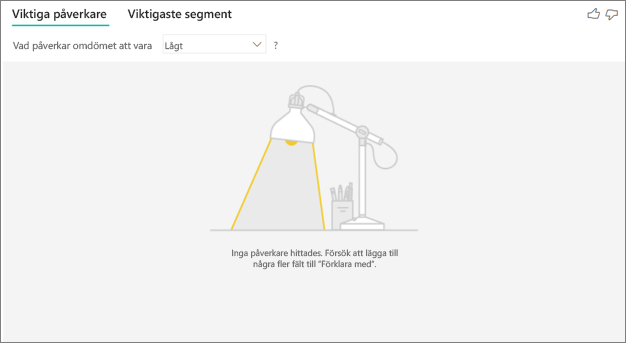 Viktiga påverkare Viktigaste segment
Vad påverkar omdömet att vara Lågt ?
Inga påverkare hittades. Försök att lägga till
några fler fält till "Förklara med".